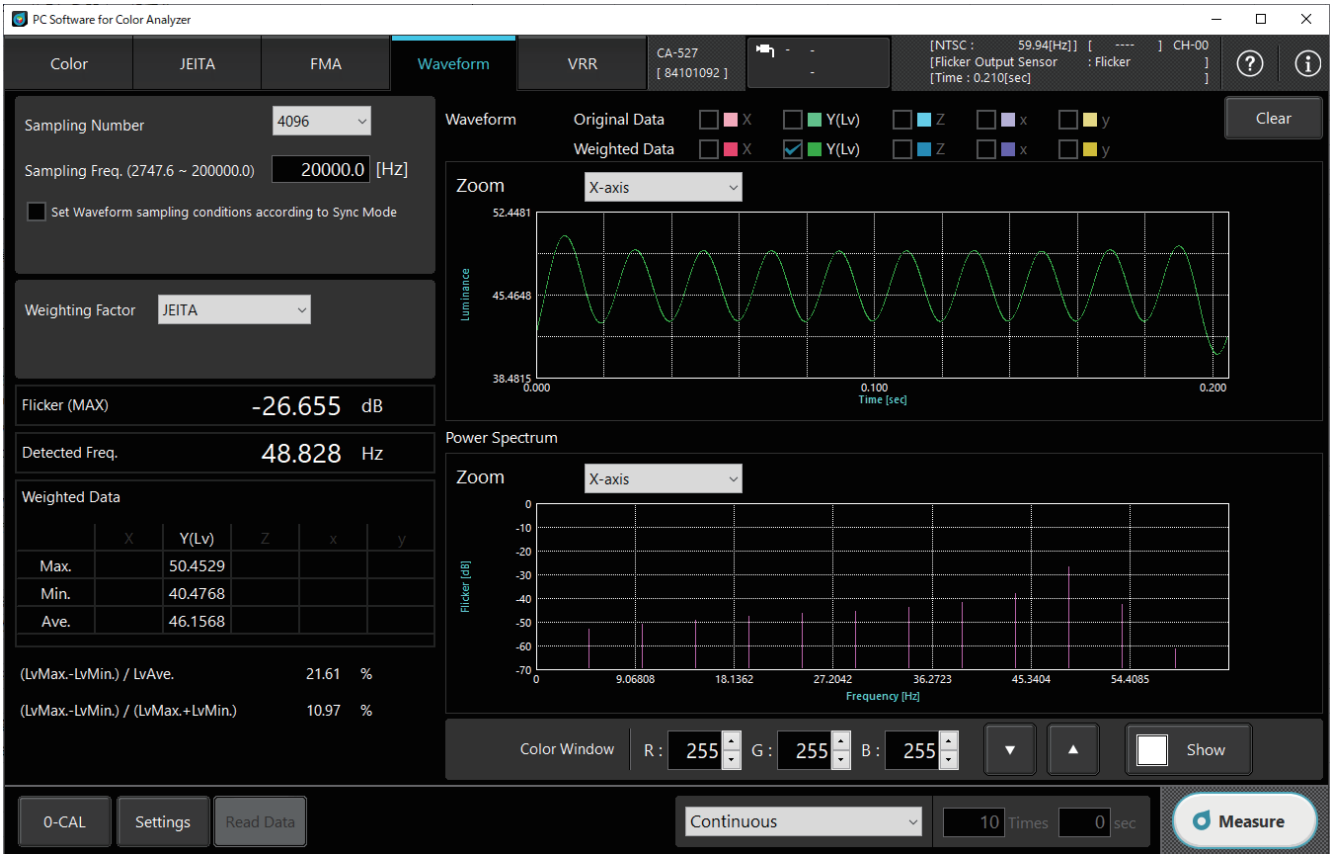 PC Software for Color Analyzer
Color JEITA FMA Waveform VRR
CA-527
[ 84101092 ]
- -
-
[NTSC : 59.94[Hz]] [ ---- ] CH-00
[Flicker Output Sensor : Flicker ]
[Time : 0.210[sec] ]
Sampling Number 4096
Sampling Freq. (2747.6 ~ 200000.0) 20000.0 [Hz]
Set Waveform sampling conditions according to Sync Mode
Weighting Factor JEITA
Flicker (MAX) -26.655 dB
Detected Freq. 48.828 Hz
Weighted Data
X Y(Lv) Z x y
Max. 50.4529
Min. 40.4768
Ave. 46.1568
(LvMax.-LvMin.) / LvAve. 21.61 %
(LvMax.-LvMin.) / (LvMax.+LvMin.) 10.97 %
Waveform Original Data X Y(Lv) Z x y
Weighted Data X Y(Lv) Z x y
Clear
Zoom X-axis
52.4481
45.4648
38.4815
Luminance
0.000 0.100 0.200
Time [sec]
Power Spectrum
Zoom X-axis
0
-10
-20
-30
-40
-50
-60
-70
Flicker [dB]
0 9.06808 18.1362 27.2042 36.2723 45.3404 54.4085
Frequency [Hz]
Color Window R : 255 G : 255 B : 255 ▼ ▲ Show
0-CAL Settings Read Data Continuous 10 Times 0 sec Measure